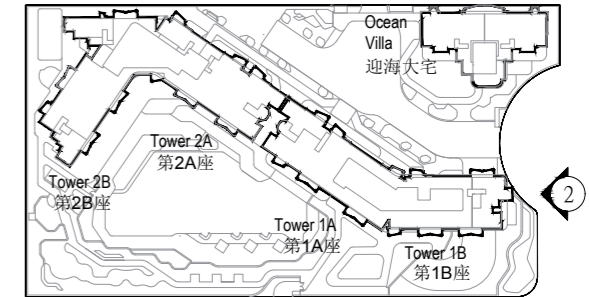 Ocean
Villa
迎海大宅
Tower 2A
第2A座
Tower 2B
第2B座
Tower 1A
第1A座
Tower 1B
第1B座
2